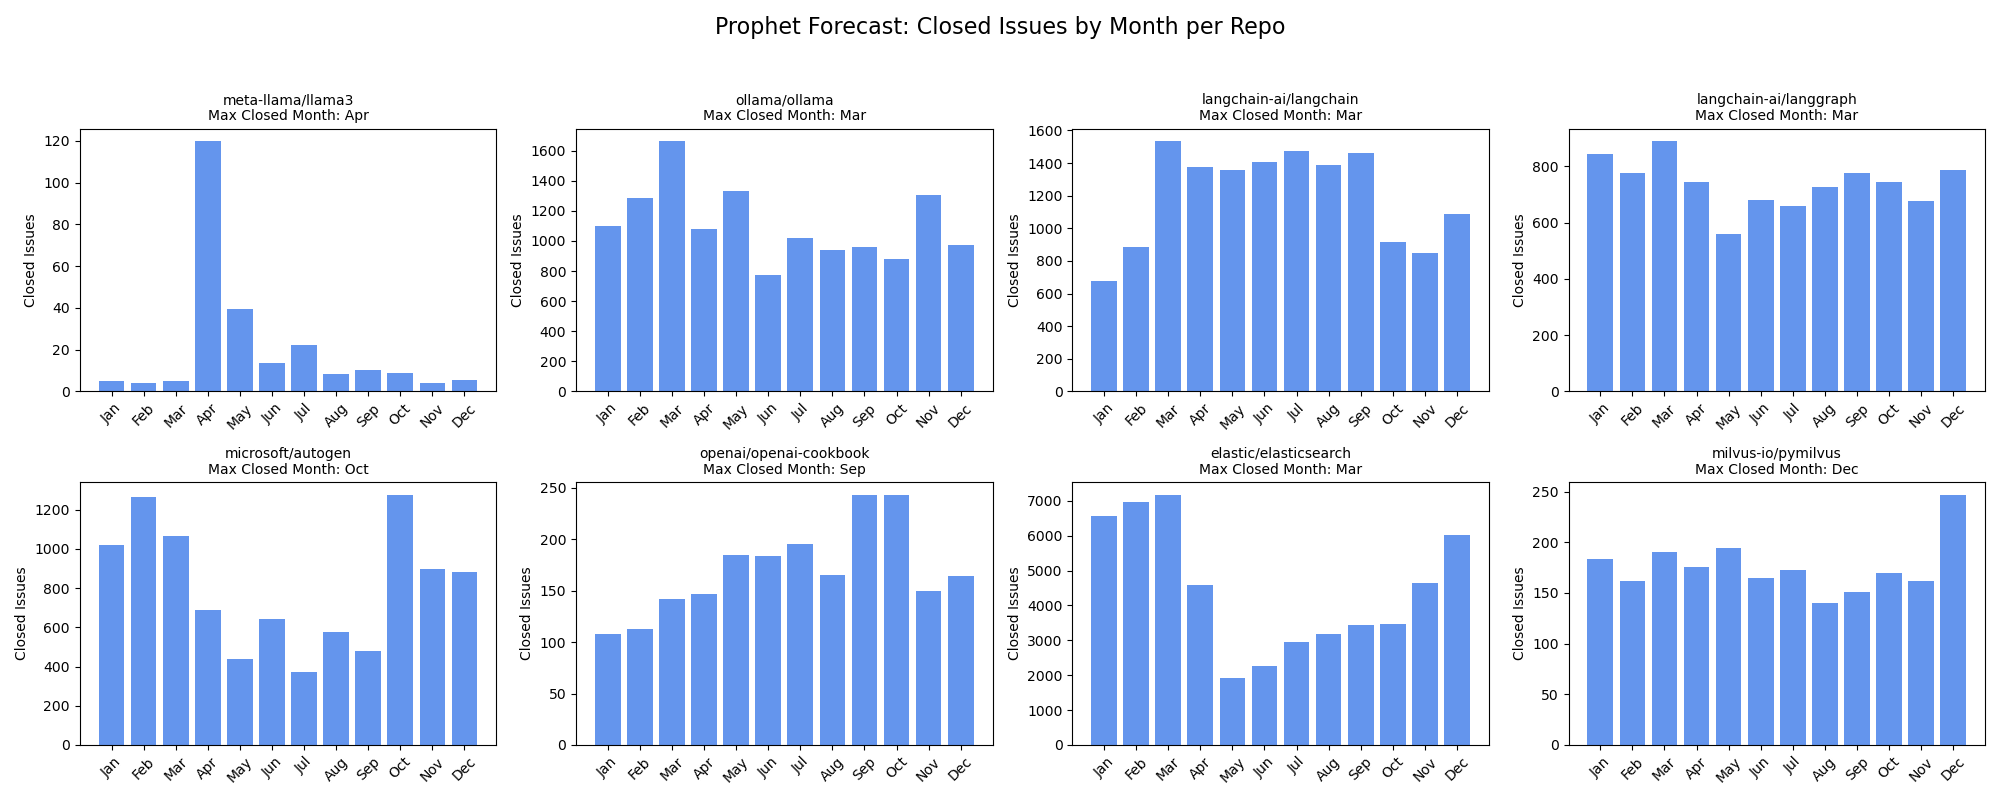 Prophet Forecast: Closed Issues by Month per Repo
meta-llama/llama3
Max Closed Month: Apr
Closed Issues
120
100
80
60
40
20
0
Jan Feb Mar Apr May Jun Jul Aug Sep Oct Nov Dec
ollama/ollama
Max Closed Month: Mar
Closed Issues
1600
1400
1200
1000
800
600
400
200
0
Jan Feb Mar Apr May Jun Jul Aug Sep Oct Nov Dec
langchain-ai/langchain
Max Closed Month: Mar
Closed Issues
1600
1400
1200
1000
800
600
400
200
0
Jan Feb Mar Apr May Jun Jul Aug Sep Oct Nov Dec
langchain-ai/langgraph
Max Closed Month: Mar
Closed Issues
800
600
400
200
0
Jan Feb Mar Apr May Jun Jul Aug Sep Oct Nov Dec
microsoft/autogen
Max Closed Month: Oct
Closed Issues
1200
1000
800
600
400
200
0
Jan Feb Mar Apr May Jun Jul Aug Sep Oct Nov Dec
openai/openai-cookbook
Max Closed Month: Sep
Closed Issues
250
200
150
100
50
0
Jan Feb Mar Apr May Jun Jul Aug Sep Oct Nov Dec
elastic/elasticsearch
Max Closed Month: Mar
Closed Issues
7000
6000
5000
4000
3000
2000
1000
0
Jan Feb Mar Apr May Jun Jul Aug Sep Oct Nov Dec
milvus-io/pymilvus
Max Closed Month: Dec
Closed Issues
250
200
150
100
50
0
Jan Feb Mar Apr May Jun Jul Aug Sep Oct Nov Dec